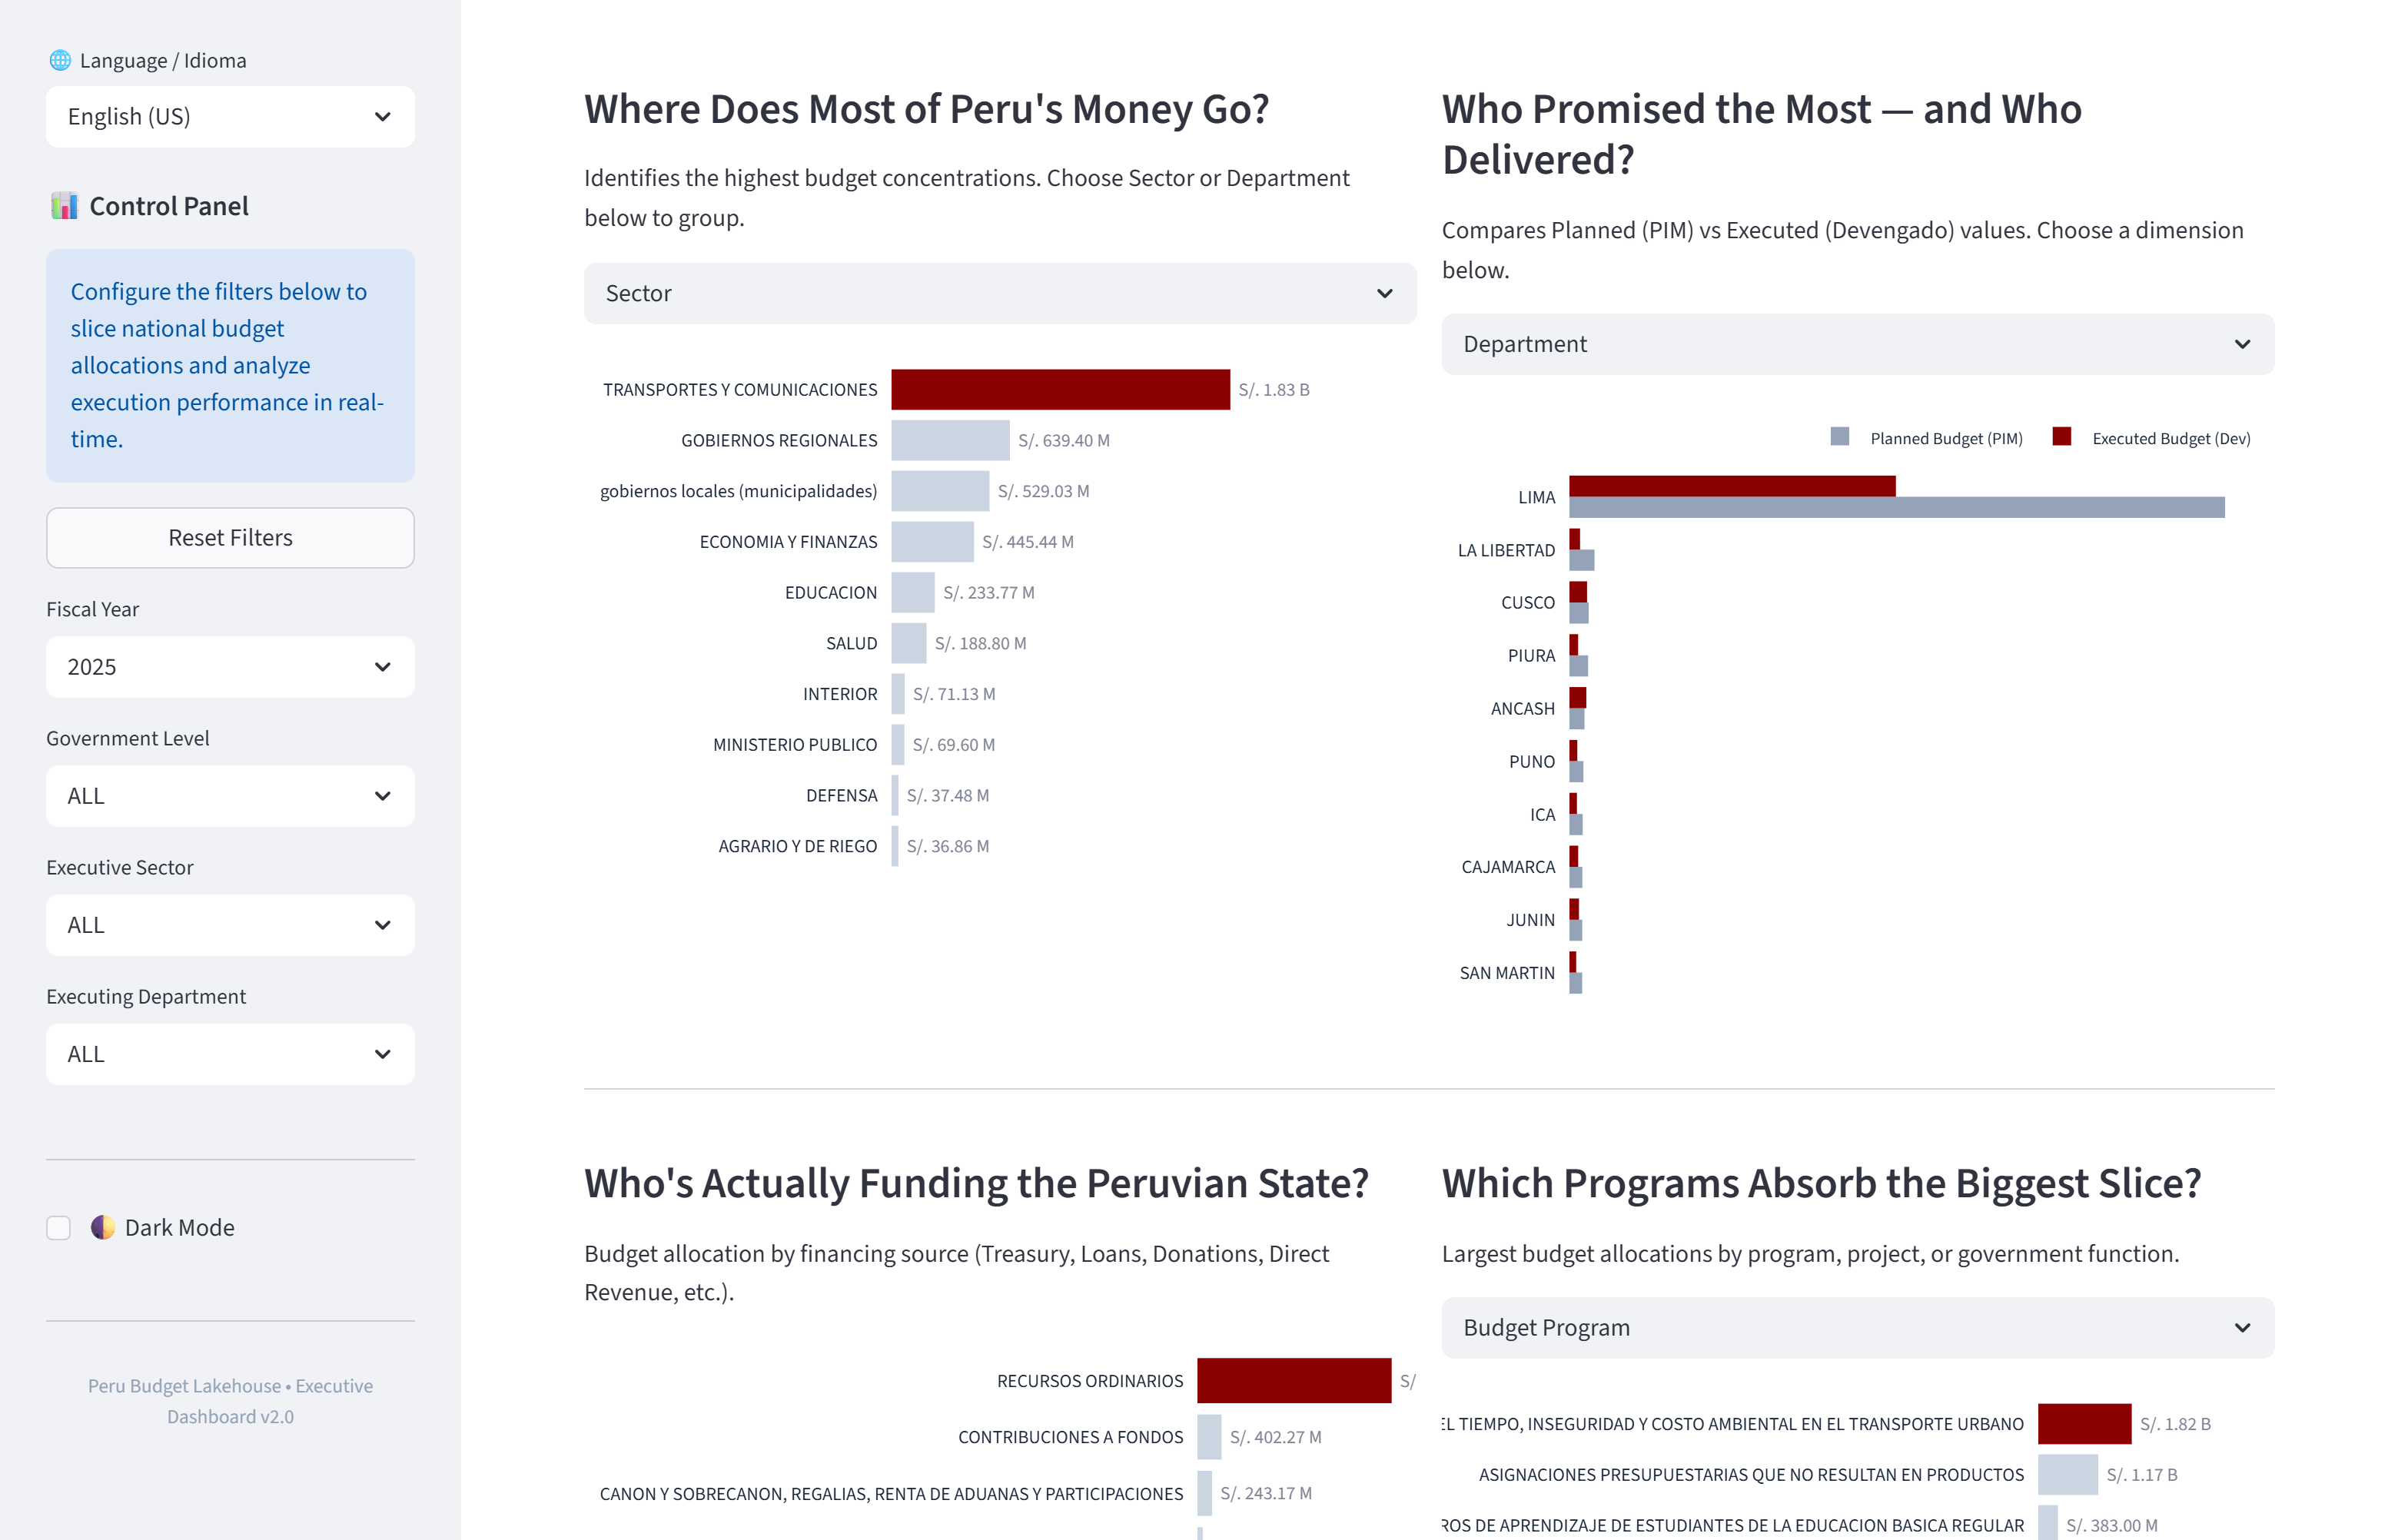 🌐 Language / Idioma
English (US)
📊 Control Panel
Configure the filters below to
slice national budget
allocations and analyze
execution performance in real-
time.
Reset Filters
Fiscal Year
2025
Government Level
ALL
Executive Sector
ALL
Executing Department
ALL
Dark Mode
Peru Budget Lakehouse • Executive
Dashboard v2.0
Where Does Most of Peru's Money Go?
Identifies the highest budget concentrations. Choose Sector or Department
below to group.
Sector
TRANSPORTES Y COMUNICACIONES S/. 1.83 B
GOBIERNOS REGIONALES S/. 639.40 M
gobiernos locales (municipalidades) S/. 529.03 M
ECONOMIA Y FINANZAS S/. 445.44 M
EDUCACION S/. 233.77 M
SALUD S/. 188.80 M
INTERIOR S/. 71.13 M
MINISTERIO PUBLICO S/. 69.60 M
DEFENSA S/. 37.48 M
AGRARIO Y DE RIEGO S/. 36.86 M
Who Promised the Most — and Who
Delivered?
Compares Planned (PIM) vs Executed (Devengado) values. Choose a dimension
below.
Department
Planned Budget (PIM) Executed Budget (Dev)
LIMA
LA LIBERTAD
CUSCO
PIURA
ANCASH
PUNO
ICA
CAJAMARCA
JUNIN
SAN MARTIN
Who's Actually Funding the Peruvian State?
Budget allocation by financing source (Treasury, Loans, Donations, Direct
Revenue, etc.).
RECURSOS ORDINARIOS S/
CONTRIBUCIONES A FONDOS S/. 402.27 M
CANON Y SOBRECANON, REGALIAS, RENTA DE ADUANAS Y PARTICIPACIONES S/. 243.17 M
Which Programs Absorb the Biggest Slice?
Largest budget allocations by program, project, or government function.
Budget Program
EL TIEMPO, INSEGURIDAD Y COSTO AMBIENTAL EN EL TRANSPORTE URBANO S/. 1.82 B
ASIGNACIONES PRESUPUESTARIAS QUE NO RESULTAN EN PRODUCTOS S/. 1.17 B
ROS DE APRENDIZAJE DE ESTUDIANTES DE LA EDUCACION BASICA REGULAR S/. 383.00 M